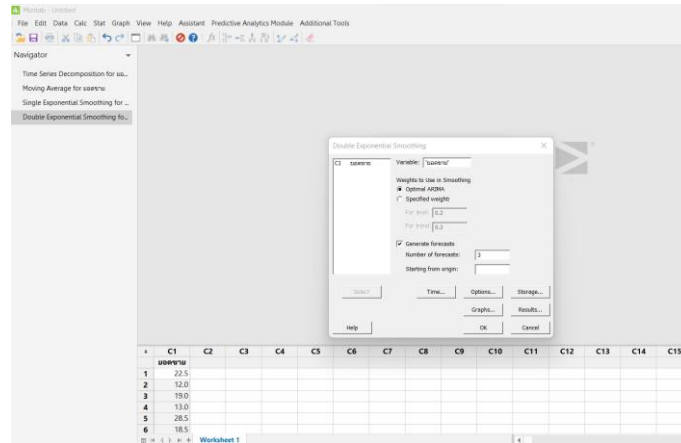 Minitab - Untitled
File Edit Data Calc Stat Graph View Help Assistant Predictive Analytics Module Additional Tools
Navigator
Time Series Decomposition for ยอ...
Moving Average for ยอดขาย
Single Exponential Smoothing for ...
Double Exponential Smoothing fo...
Double Exponential Smoothing
C1 ยอดขาย
Variable: 'ยอดขาย'
Weights to Use in Smoothing
Optimal ARIMA
Specified weights
For level: 0.2
For trend: 0.2
Generate forecasts
Number of forecasts: 3
Starting from origin:
Select
Time...
Options...
Storage...
Graphs...
Results...
Help
OK
Cancel
C1 C2 C3 C4 C5 C6 C7 C8 C9 C10 C11 C12 C13 C14 C15
ยอดขาย
1 22.5
2 12.0
3 19.0
4 13.0
5 28.5
6 18.5
Worksheet 1